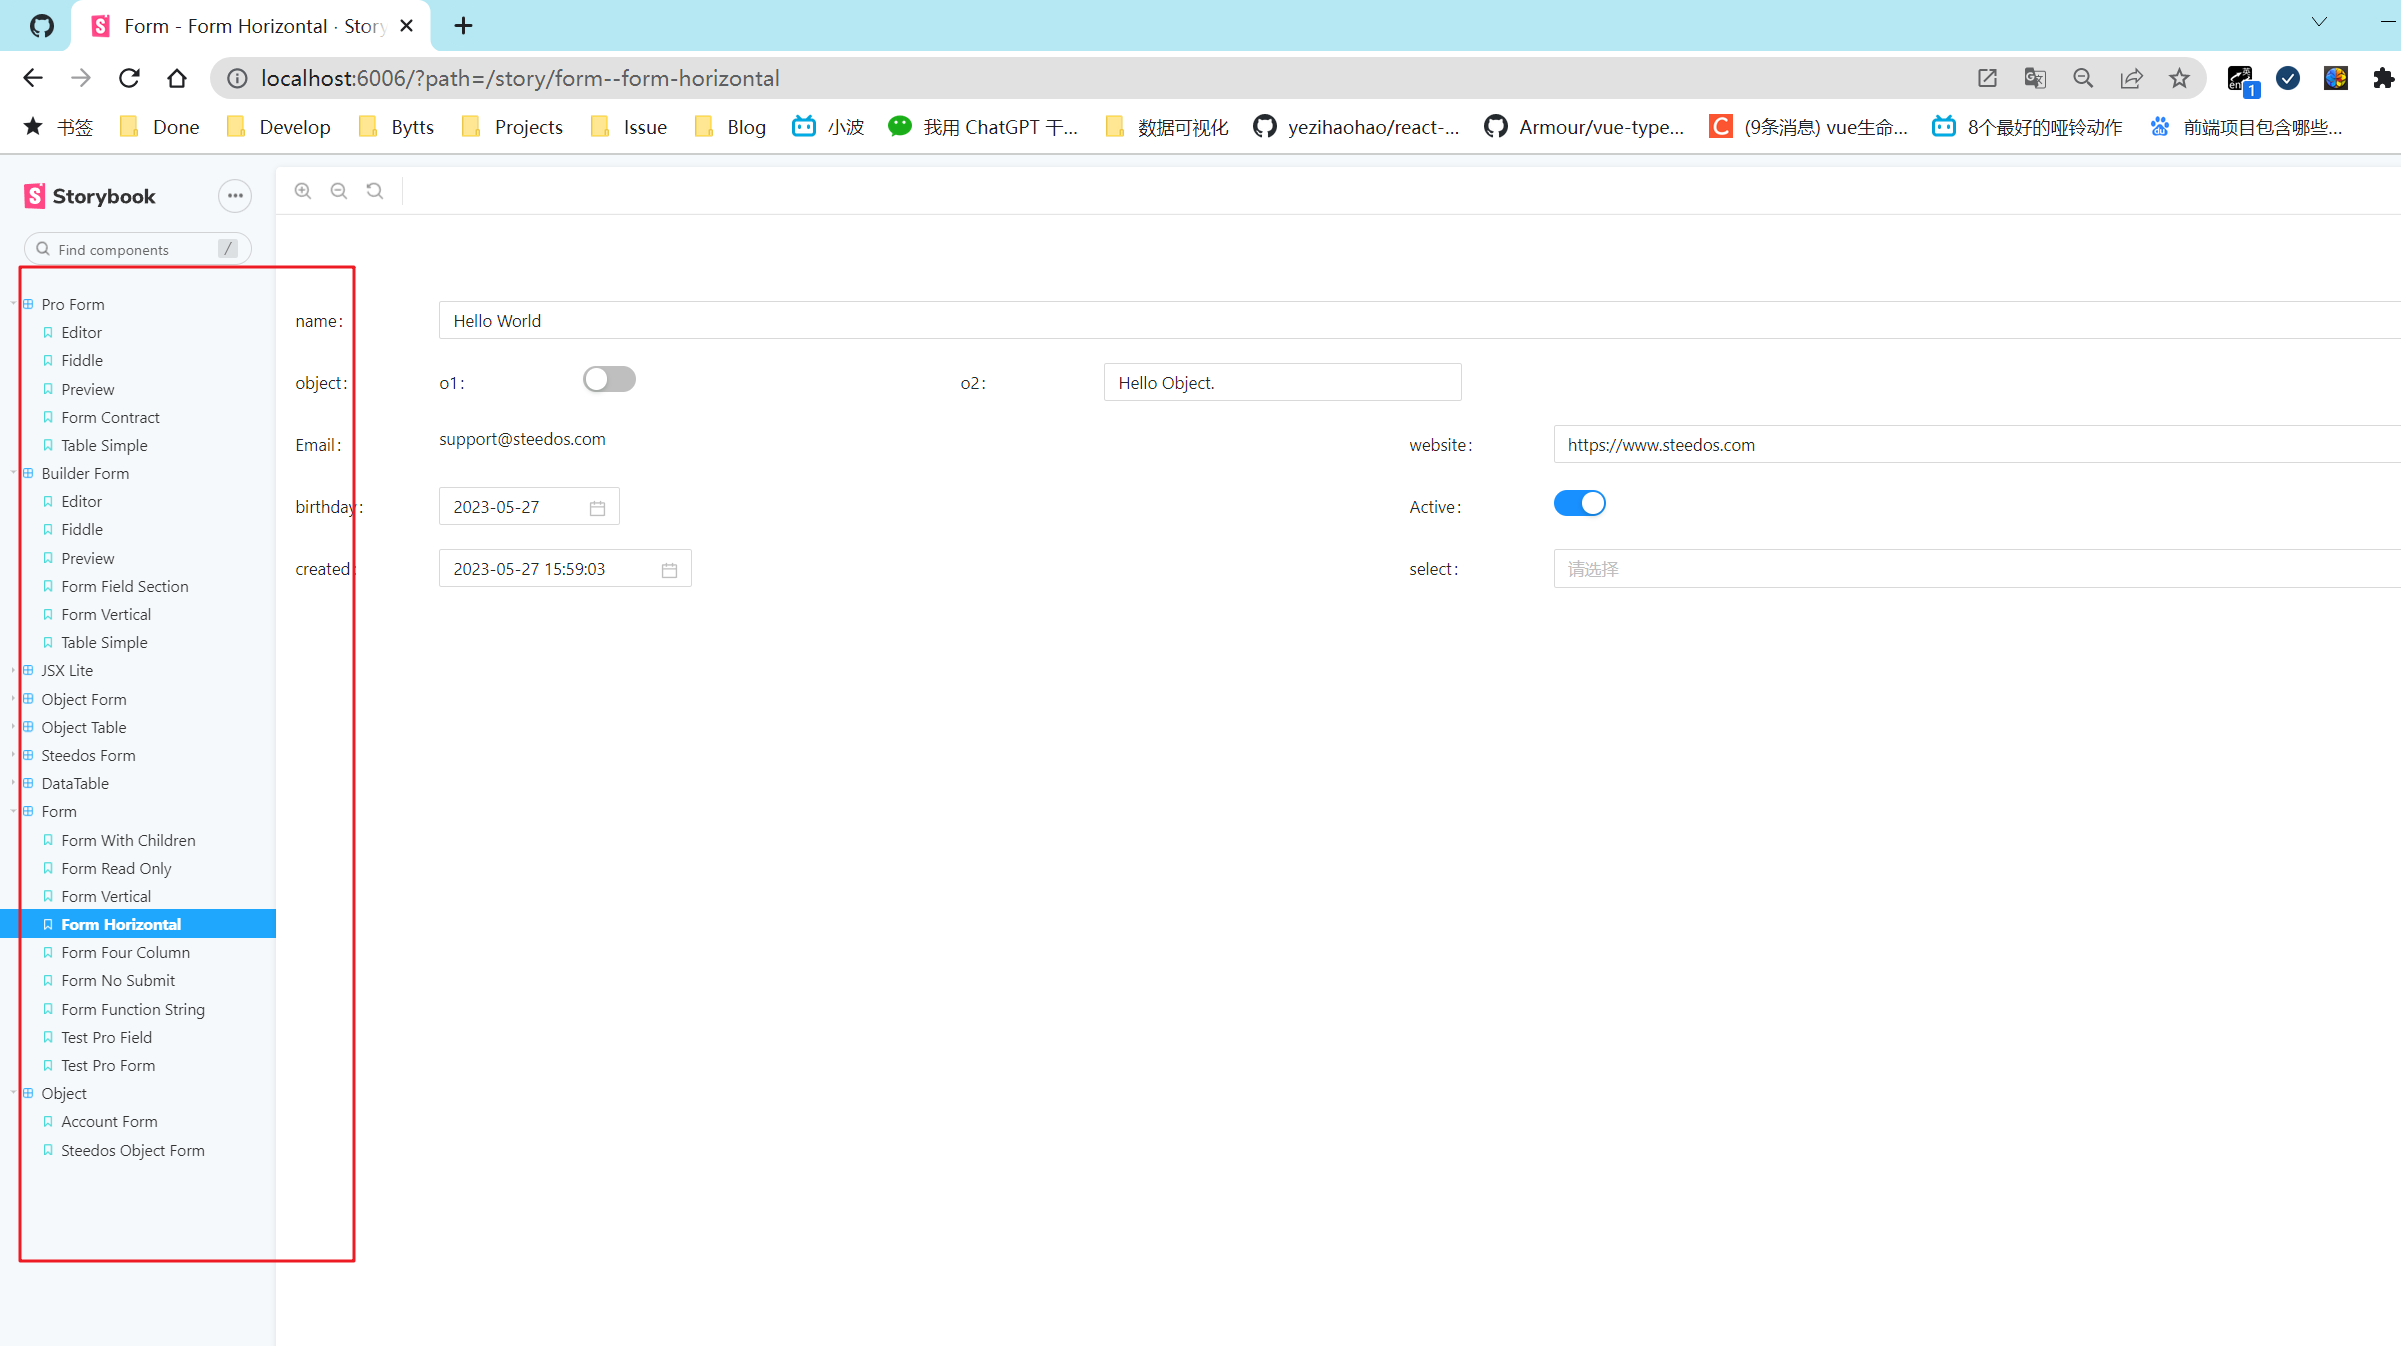 Form - Form Horizontal · Story
localhost:6006/?path=/story/form--form-horizontal
书签 Done Develop Bytts Projects Issue Blog 小波 我用 ChatGPT 干... 数据可视化 yezihaohao/react-... Armour/vue-type... (9条消息) vue生命... 8个最好的哑铃动作 前端项目包含哪些...
Storybook
Find components /
Pro Form
Editor
Fiddle
Preview
Form Contract
Table Simple
Builder Form
Editor
Fiddle
Preview
Form Field Section
Form Vertical
Table Simple
JSX Lite
Object Form
Object Table
Steedos Form
DataTable
Form
Form With Children
Form Read Only
Form Vertical
Form Horizontal
Form Four Column
Form No Submit
Form Function String
Test Pro Field
Test Pro Form
Object
Account Form
Steedos Object Form
name: Hello World
object: o1: o2: Hello Object.
Email: support@steedos.com website: https://www.steedos.com
birthday: 2023-05-27 Active:
created: 2023-05-27 15:59:03 select: 请选择